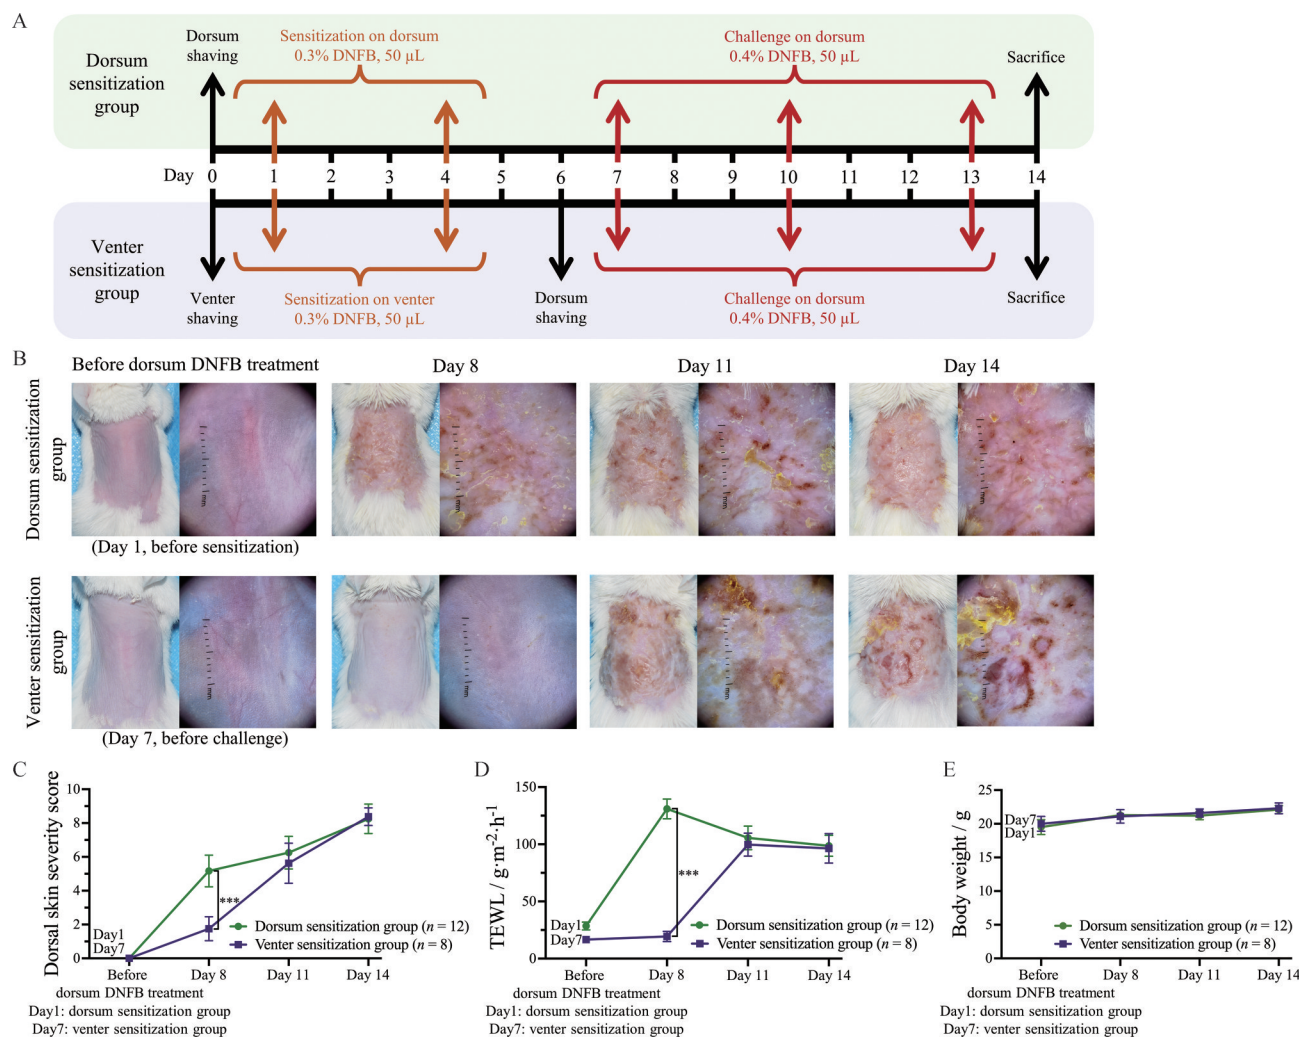 A
Dorsum
sensitization
group
Dorsum
shaving
Sensitization on dorsum
0.3% DNFB, 50 µL
Challenge on dorsum
0.4% DNFB, 50 µL
Sacrifice
Day 0 1 2 3 4 5 6 7 8 9 10 11 12 13 14
Venter
sensitization
group
Venter
shaving
Sensitization on venter
0.3% DNFB, 50 µL
Dorsum
shaving
Challenge on dorsum
0.4% DNFB, 50 µL
Sacrifice
B
Before dorsum DNFB treatment
Day 8
Day 11
Day 14
Dorsum sensitization
group
1mm
1mm
1mm
1mm
(Day 1, before sensitization)
Venter sensitization
group
1mm
1mm
1mm
1mm
(Day 7, before challenge)
C
Dorsal skin severity score
10
8
6
4
2
0
Day1
Day7
***
Dorsum sensitization group (n = 12)
Venter sensitization group (n = 8)
Before Day 8 Day 11 Day 14
dorsum DNFB treatment
Day1: dorsum sensitization group
Day7: venter sensitization group
D
TEWL / g·m⁻²·h⁻¹
150
100
50
0
Day1
Day7
***
Dorsum sensitization group (n = 12)
Venter sensitization group (n = 8)
Before Day 8 Day 11 Day 14
dorsum DNFB treatment
Day1: dorsum sensitization group
Day7: venter sensitization group
E
Body weight / g
25
20
15
10
5
0
Day7
Day1
Dorsum sensitization group (n = 12)
Venter sensitization group (n = 8)
Before Day 8 Day 11 Day 14
dorsum DNFB treatment
Day1: dorsum sensitization group
Day7: venter sensitization group